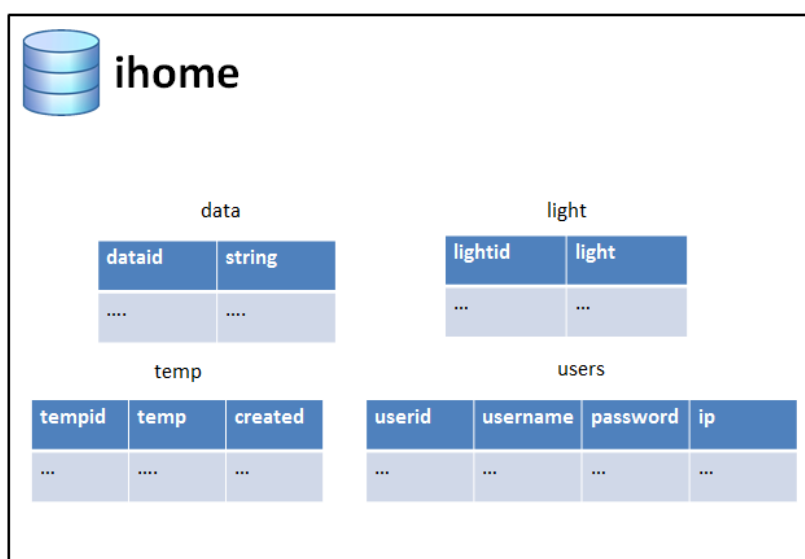 ihome
data
dataid string
.... ....
light
lightid light
... ...
temp
tempid temp created
... .... ...
users
userid username password ip
... ... ... ...